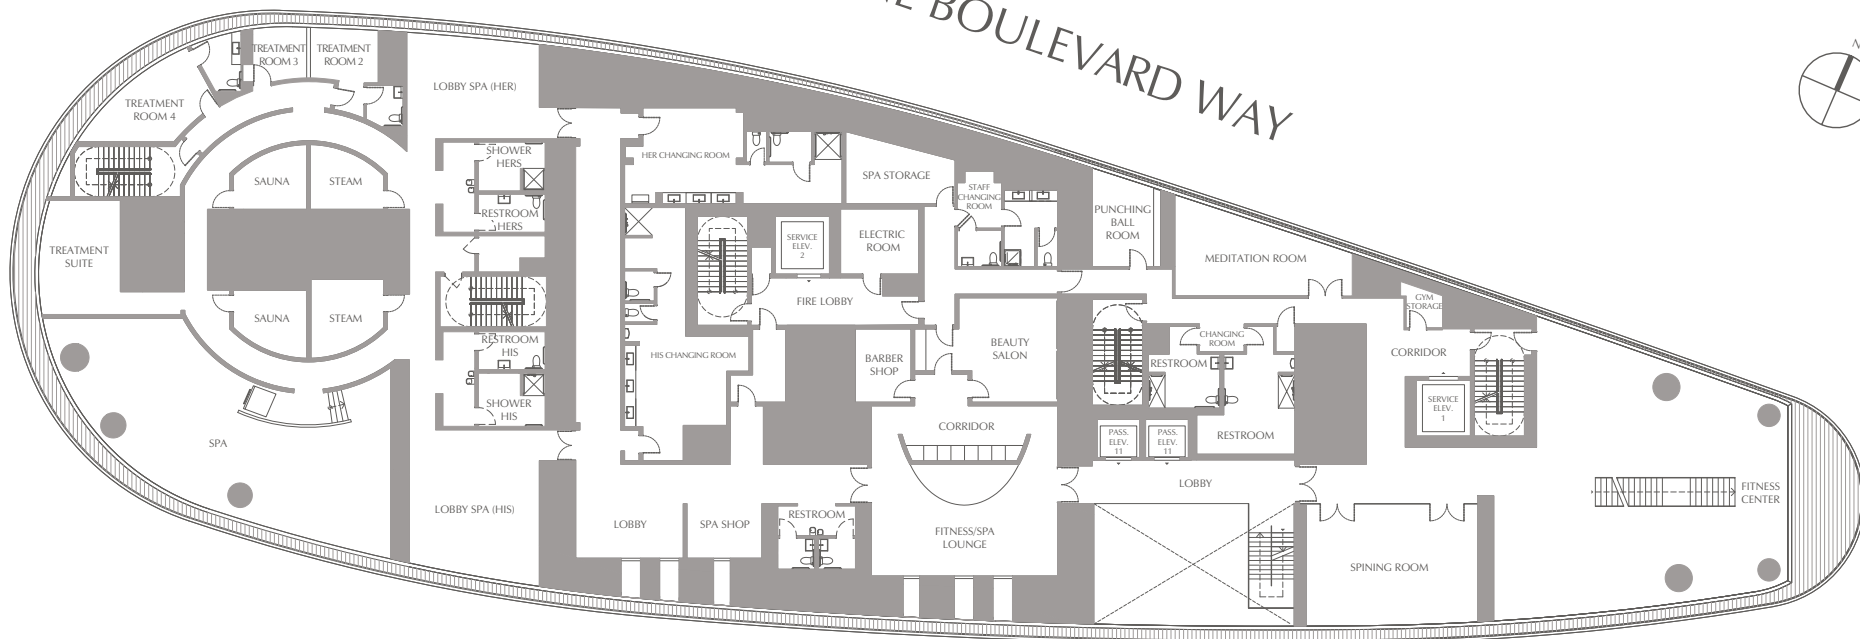 BOULEVARD WAY
N
TREATMENT
ROOM 3
TREATMENT
ROOM 2
TREATMENT
ROOM 4
LOBBY SPA (HER)
SHOWER
HERS
HER CHANGING ROOM
SAUNA
STEAM
SPA STORAGE
STAFF
CHANGING
ROOM
RESTROOM
HERS
PUNCHING
BALL
ROOM
TREATMENT
SUITE
SERVICE
ELEV.
2
ELECTRIC
ROOM
MEDITATION ROOM
FIRE LOBBY
GYM
STORAGE
SAUNA
STEAM
RESTROOM
HIS
HIS CHANGING ROOM
BARBER
SHOP
BEAUTY
SALON
CHANGING
ROOM
RESTROOM
CORRIDOR
SHOWER
HIS
SERVICE
ELEV.
1
SPA
CORRIDOR
PASS.
ELEV.
11
PASS.
ELEV.
11
RESTROOM
LOBBY
FITNESS
CENTER
LOBBY SPA (HIS)
LOBBY
SPA SHOP
RESTROOM
FITNESS/SPA
LOUNGE
SPINING ROOM